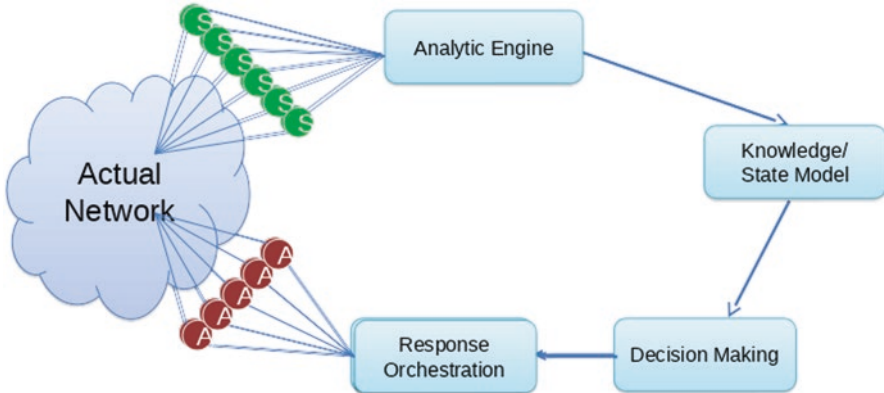 S
S
S
S
S
S
Analytic Engine
Knowledge/
State Model
Actual
Network
A
A
A
A
A
Response
Orchestration
Decision Making